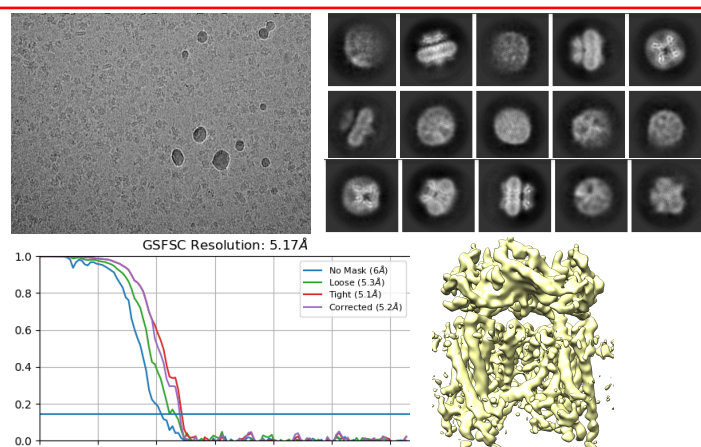 GSFSC Resolution: 5.17Å
1.0
0.8
0.6
0.4
0.2
0.0
No Mask (6Å)
Loose (5.3Å)
Tight (5.1Å)
Corrected (5.2Å)